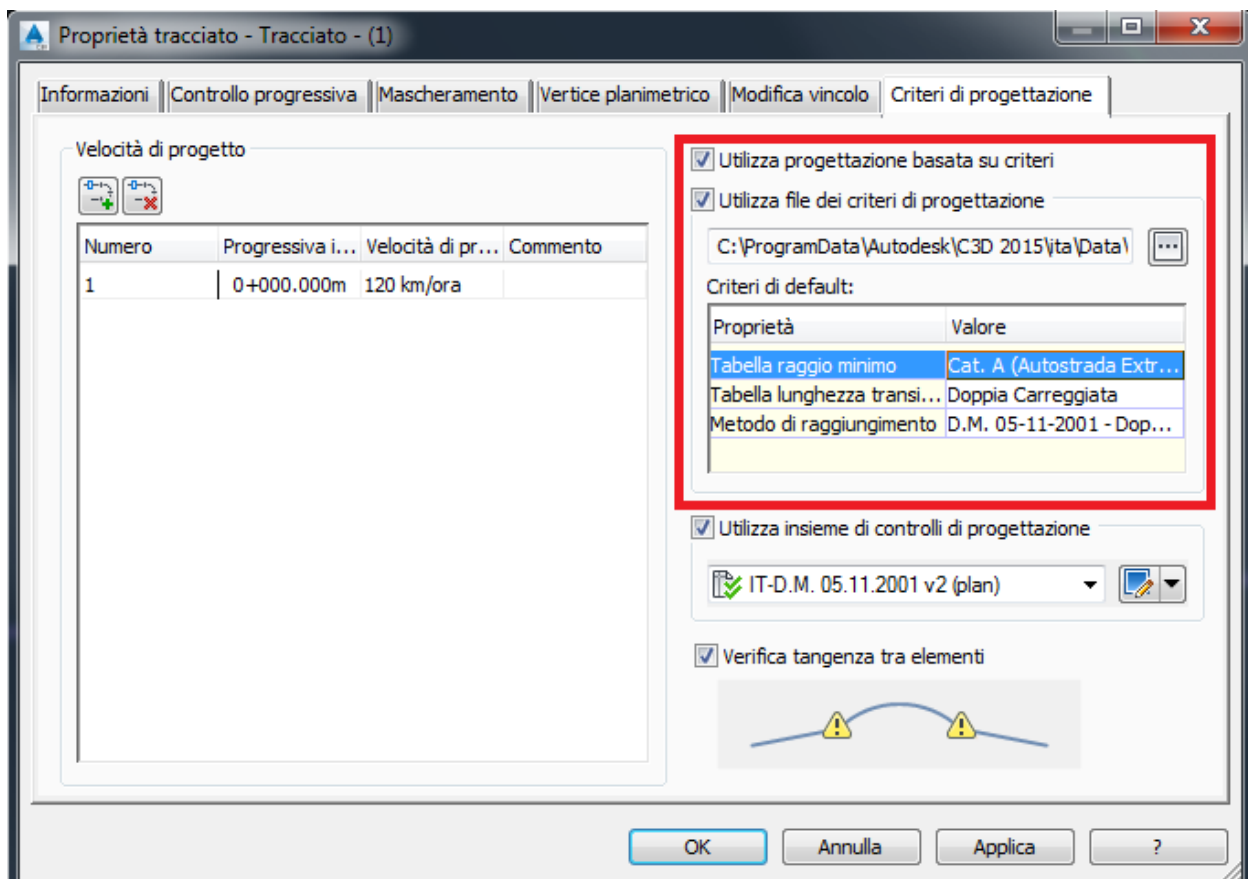 Proprietà tracciato - Tracciato - (1)
Informazioni Controllo progressiva Mascheramento Vertice planimetrico Modifica vincolo Criteri di progettazione
Velocità di progetto
Numero Progressiva i... Velocità di pr... Commento
1 0+000.000m 120 km/ora
Utilizza progettazione basata su criteri
Utilizza file dei criteri di progettazione
C:\ProgramData\Autodesk\C3D 2015\ita\Data\
...
Criteri di default:
Proprietà Valore
Tabella raggio minimo Cat. A (Autostrada Extr...
Tabella lunghezza transi... Doppia Carreggiata
Metodo di raggiungimento D.M. 05-11-2001 - Dop...
Utilizza insieme di controlli di progettazione
IT-D.M. 05.11.2001 v2 (plan)
Verifica tangenza tra elementi
OK Annulla Applica ?